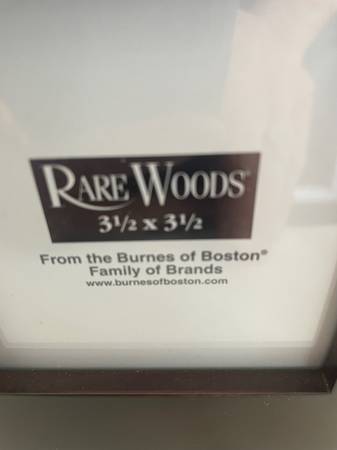 RARE WOODS®
3½ x 3½
From the Burnes of Boston®
Family of Brands
www.burnesofboston.com